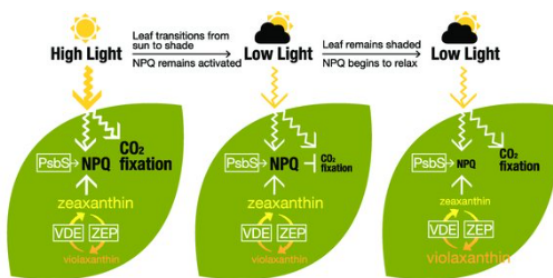 High Light
Leaf transitions from
sun to shade
NPQ remains activated
Low Light
Leaf remains shaded
NPQ begins to relax
Low Light
PsbS
NPQ
CO₂
fixation
zeaxanthin
VDE
ZEP
violaxanthin
PsbS
NPQ
CO₂
fixation
zeaxanthin
VDE
ZEP
violaxanthin
PsbS
NPQ
CO₂
fixation
zeaxanthin
VDE
ZEP
violaxanthin